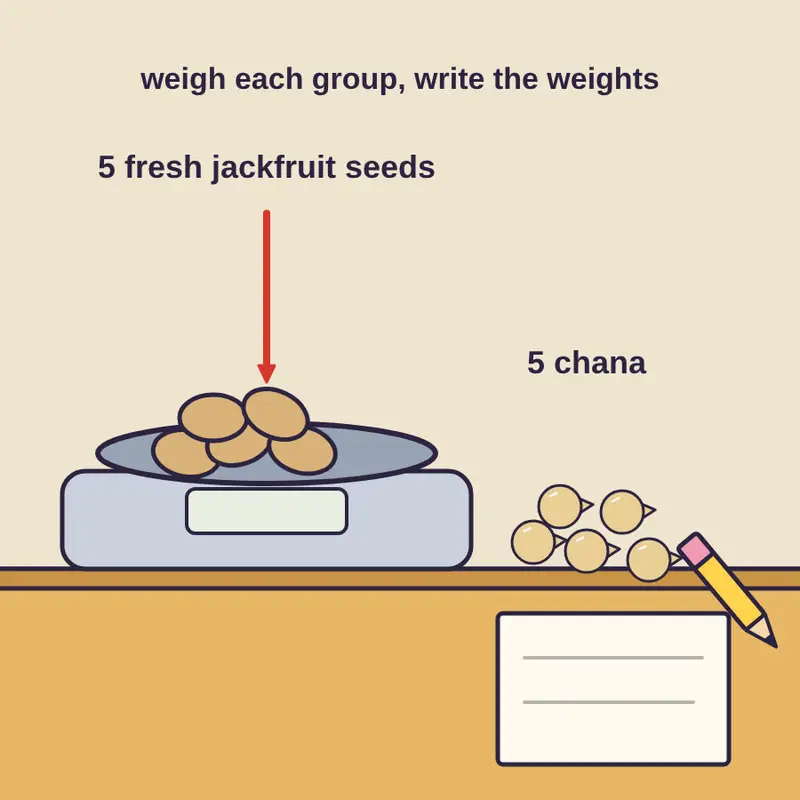 weigh each group, write the weights
5 fresh jackfruit seeds
5 chana